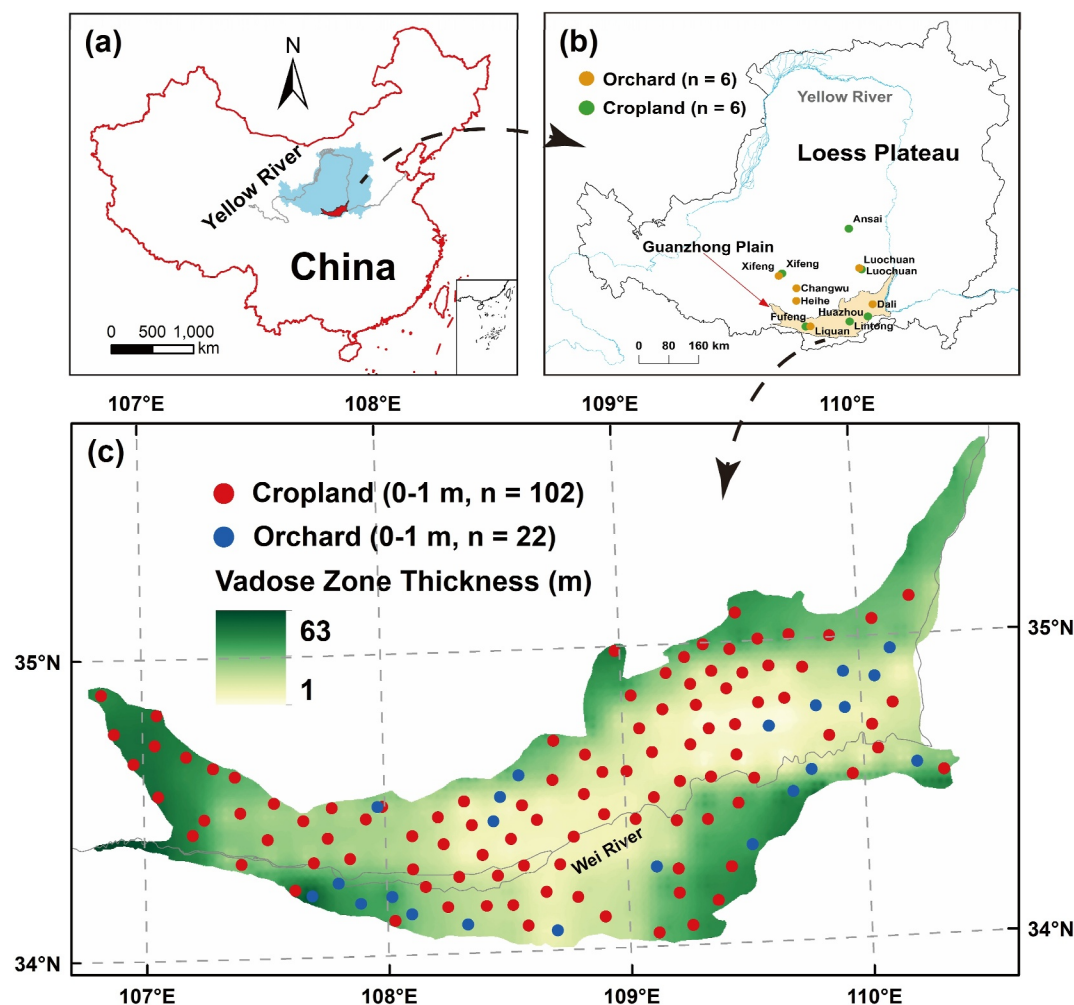 (a)
N
Yellow River
China
0 500 1,000
km
(b)
Orchard (n = 6)
Cropland (n = 6)
Yellow River
Loess Plateau
Ansai
Guanzhong Plain
Xifeng
Xifeng
Luochuan
Luochuan
Changwu
Heihe
Dali
Huazhou
Fufeng
Lintong
Liquan
0 80 160 km
107°E
108°E
109°E
110°E
(c)
Cropland (0-1 m, n = 102)
Orchard (0-1 m, n = 22)
Vadose Zone Thickness (m)
63
1
35°N
35°N
Wei River
34°N
34°N
107°E
108°E
109°E
110°E